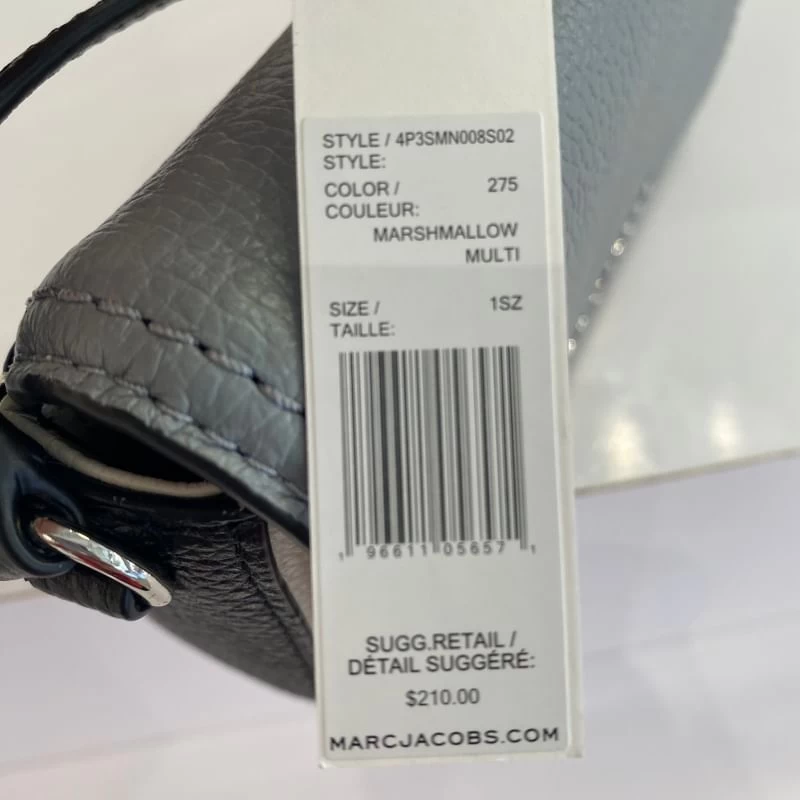 STYLE / 4P3SMN008S02
STYLE:
COLOR / 275
COULEUR:
MARSHMALLOW
MULTI
SIZE / 1SZ
TAILLE:
1 96611 05657 1
SUGG.RETAIL /
DÉTAIL SUGGÉRÉ:
$210.00
MARCJACOBS.COM